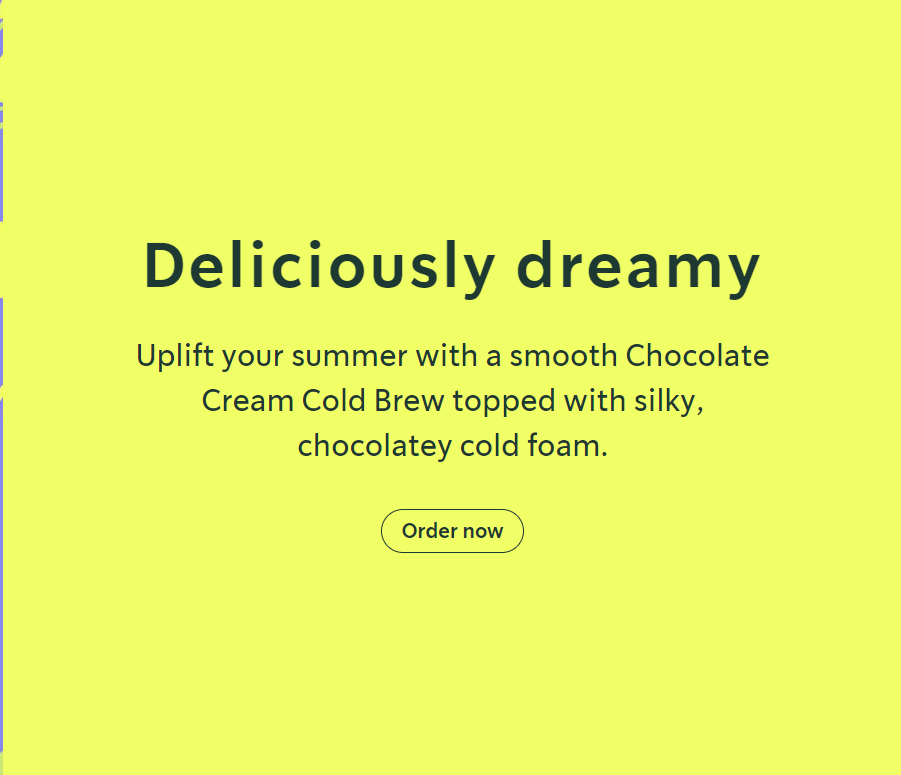 Deliciously dreamy
Uplift your summer with a smooth Chocolate
Cream Cold Brew topped with silky,
chocolatey cold foam.
Order now